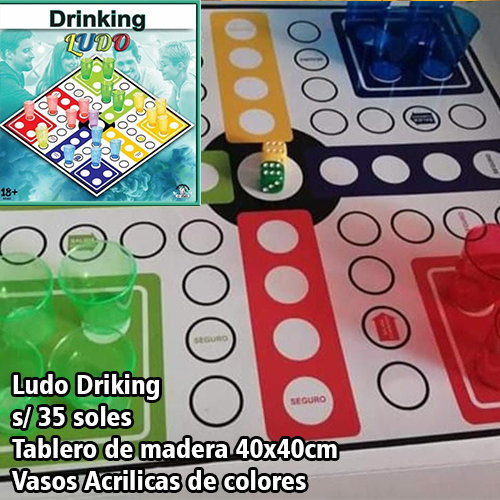 Drinking
LUDO
18+
SALIDA
SEGURO
SEGURO
Ludo Driking
s/ 35 soles
Tablero de madera 40x40cm
Vasos Acrilicas de colores